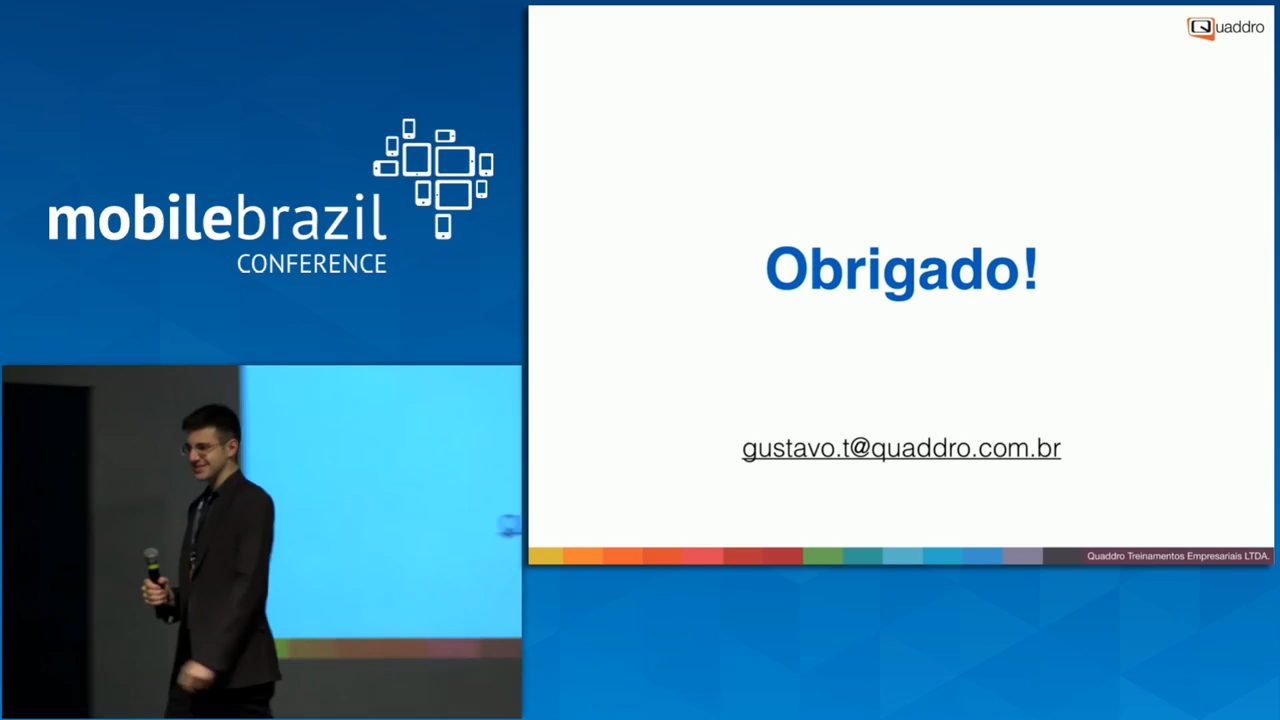 mobilebrazil
CONFERENCE
Quaddro
Obrigado!
gustavo.t@quaddro.com.br
Quaddro Treinamentos Empresariais LTDA.